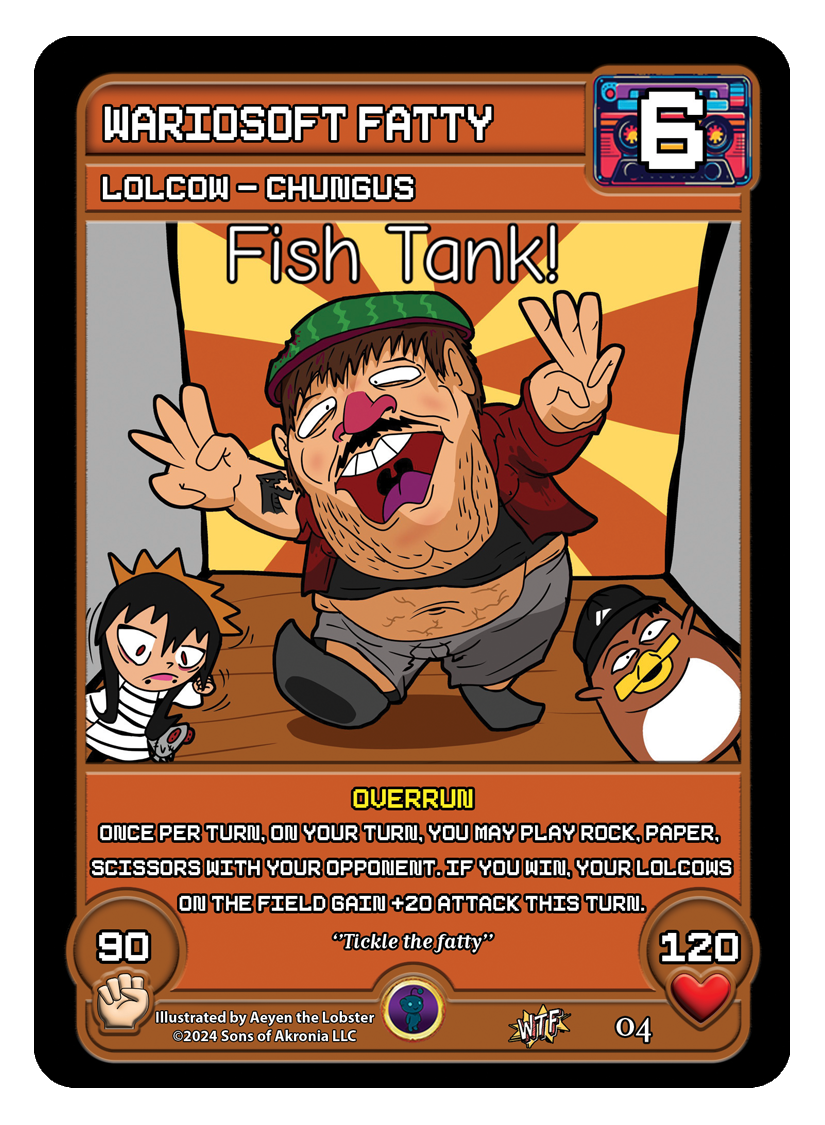 WARIOSOFT FATTY
6
LOLCOW – CHUNGUS
Fish Tank!
OVERRUN
ONCE PER TURN, ON YOUR TURN, YOU MAY PLAY ROCK, PAPER,
SCISSORS WITH YOUR OPPONENT. IF YOU WIN, YOUR LOLCOWS
ON THE FIELD GAIN +20 ATTACK THIS TURN.
‘’Tickle the fatty’’
90
120
Illustrated by Aeyen the Lobster
©2024 Sons of Akronia LLC
WTF
04